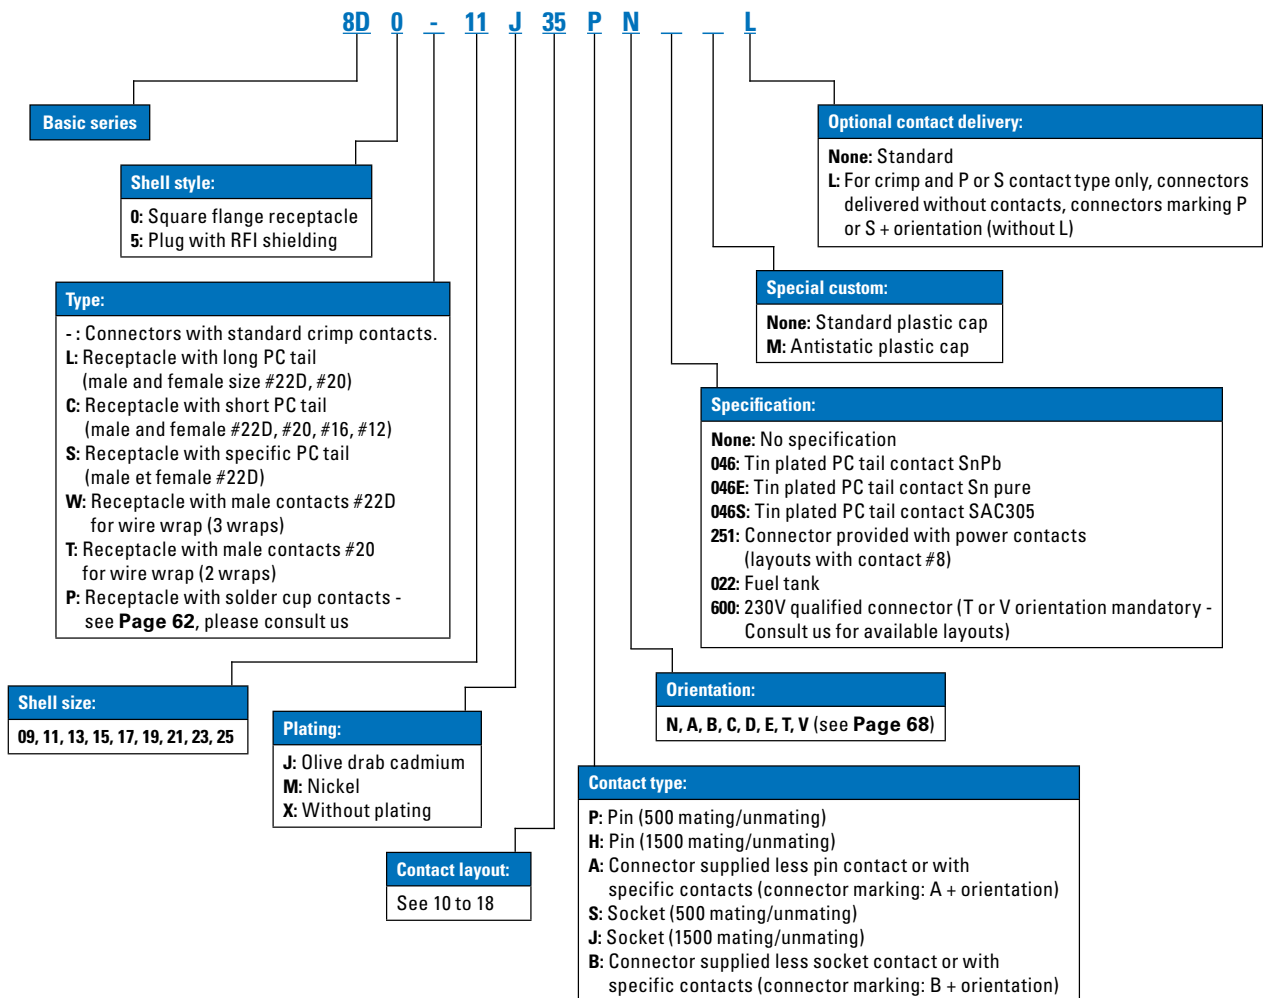 8D 0 - 11 J 35 P N _ _ L
Basic series
Shell style:
0: Square flange receptacle
5: Plug with RFI shielding
Type:
- : Connectors with standard crimp contacts.
L: Receptacle with long PC tail
(male and female size #22D, #20)
C: Receptacle with short PC tail
(male and female #22D, #20, #16, #12)
S: Receptacle with specific PC tail
(male et female #22D)
W: Receptacle with male contacts #22D
for wire wrap (3 wraps)
T: Receptacle with male contacts #20
for wire wrap (2 wraps)
P: Receptacle with solder cup contacts -
see Page 62, please consult us
Shell size:
09, 11, 13, 15, 17, 19, 21, 23, 25
Plating:
J: Olive drab cadmium
M: Nickel
X: Without plating
Contact layout:
See 10 to 18
Contact type:
P: Pin (500 mating/unmating)
H: Pin (1500 mating/unmating)
A: Connector supplied less pin contact or with
specific contacts (connector marking: A + orientation)
S: Socket (500 mating/unmating)
J: Socket (1500 mating/unmating)
B: Connector supplied less socket contact or with
specific contacts (connector marking: B + orientation)
Orientation:
N, A, B, C, D, E, T, V (see Page 68)
Specification:
None: No specification
046: Tin plated PC tail contact SnPb
046E: Tin plated PC tail contact Sn pure
046S: Tin plated PC tail contact SAC305
251: Connector provided with power contacts
(layouts with contact #8)
022: Fuel tank
600: 230V qualified connector (T or V orientation mandatory -
Consult us for available layouts)
Special custom:
None: Standard plastic cap
M: Antistatic plastic cap
Optional contact delivery:
None: Standard
L: For crimp and P or S contact type only, connectors
delivered without contacts, connectors marking P
or S + orientation (without L)